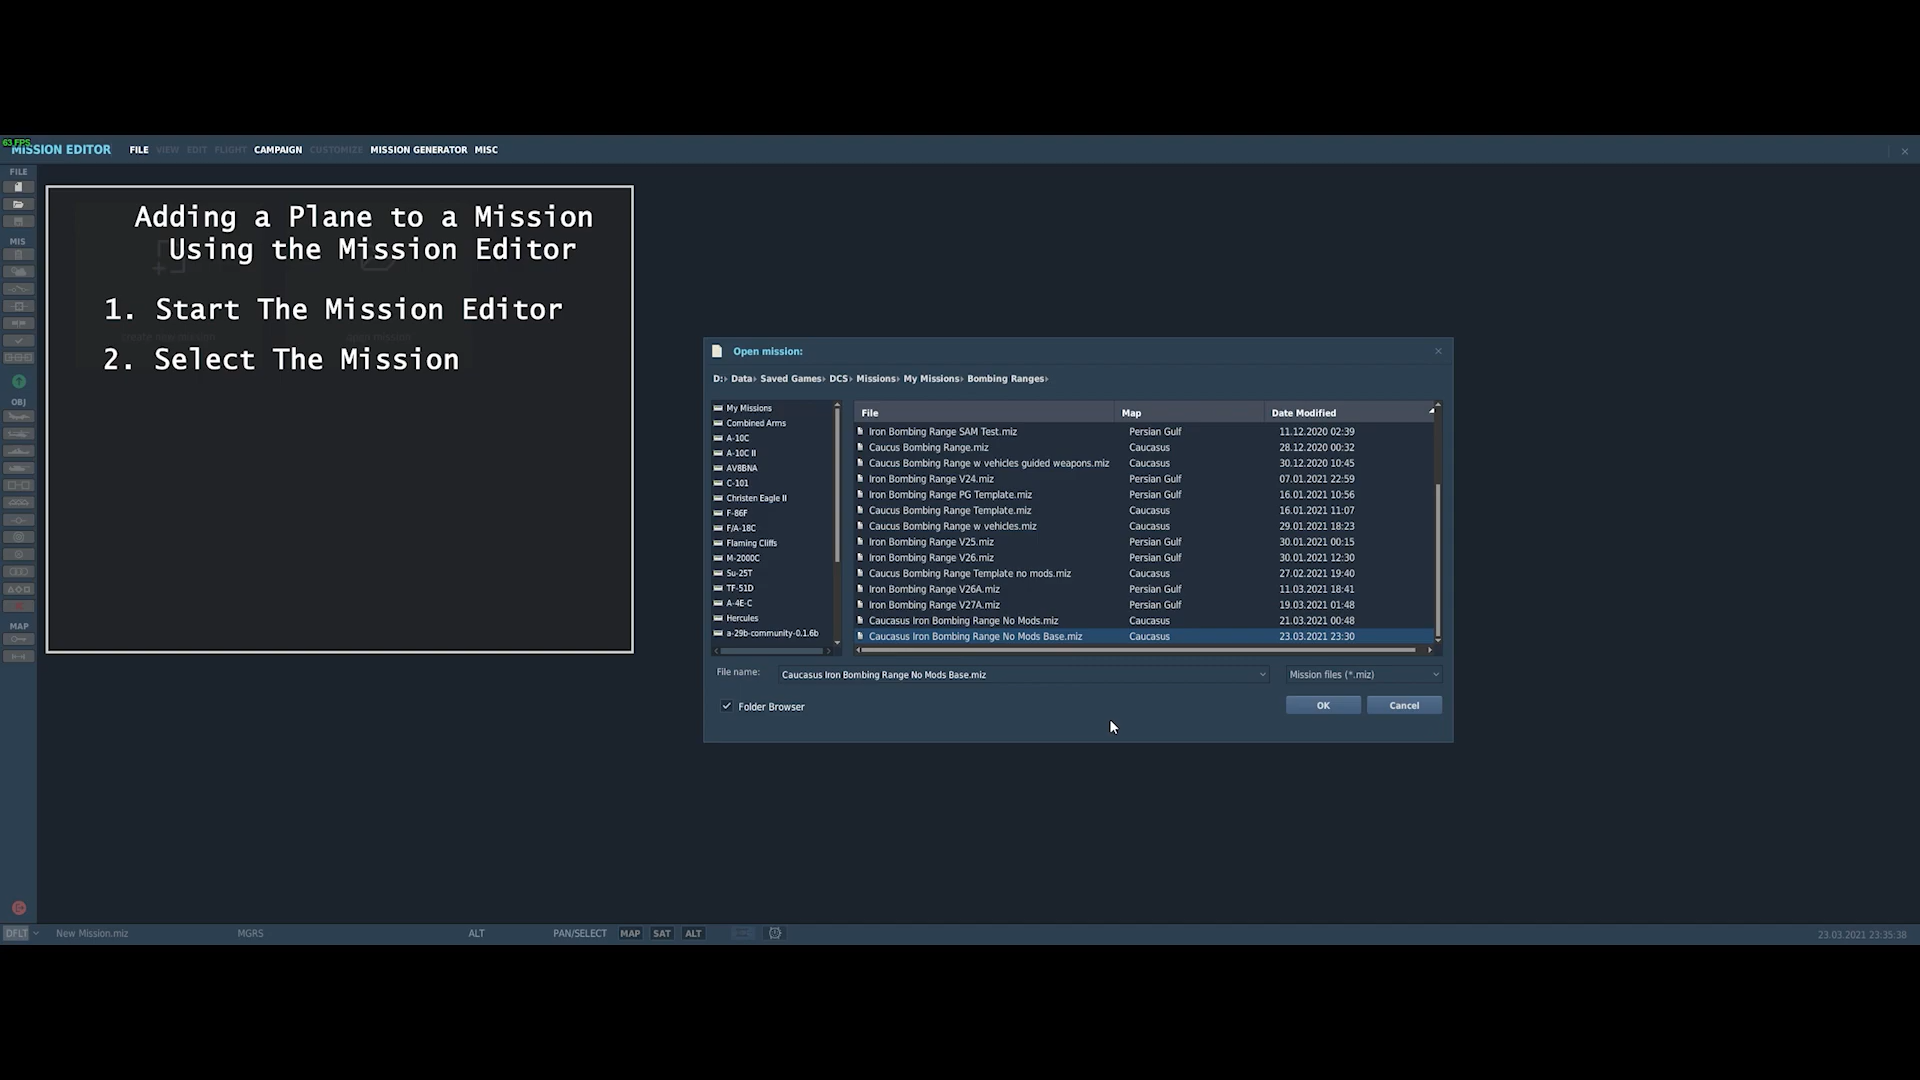 63 FPS
MISSION EDITOR FILE VIEW EDIT FLIGHT CAMPAIGN CUSTOMIZE MISSION GENERATOR MISC
FILE
MIS
OBJ
MAP
Adding a Plane to a Mission
Using the Mission Editor
1. Start The Mission Editor
2. Select The Mission
create new mission
open mission
Open mission:
D: Data Saved Games DCS Missions My Missions Bombing Ranges
My Missions
Combined Arms
A-10C
A-10C II
AV8BNA
C-101
Christen Eagle II
F-86F
F/A-18C
Flaming Cliffs
M-2000C
Su-25T
TF-51D
A-4E-C
Hercules
a-29b-community-0.1.6b
File Map Date Modified
Iron Bombing Range SAM Test.miz Persian Gulf 11.12.2020 02:39
Caucus Bombing Range.miz Caucasus 28.12.2020 00:32
Caucus Bombing Range w vehicles guided weapons.miz Caucasus 30.12.2020 10:45
Iron Bombing Range V24.miz Persian Gulf 07.01.2021 22:59
Iron Bombing Range PG Template.miz Persian Gulf 16.01.2021 10:56
Caucus Bombing Range Template.miz Caucasus 16.01.2021 11:07
Caucus Bombing Range w vehicles.miz Caucasus 29.01.2021 18:23
Iron Bombing Range V25.miz Persian Gulf 30.01.2021 00:15
Iron Bombing Range V26.miz Persian Gulf 30.01.2021 12:30
Caucus Bombing Range Template no mods.miz Caucasus 27.02.2021 19:40
Iron Bombing Range V26A.miz Persian Gulf 11.03.2021 18:41
Iron Bombing Range V27A.miz Persian Gulf 19.03.2021 01:48
Caucasus Iron Bombing Range No Mods.miz Caucasus 21.03.2021 00:48
Caucasus Iron Bombing Range No Mods Base.miz Caucasus 23.03.2021 23:30
File name: Caucasus Iron Bombing Range No Mods Base.miz Mission files (*.miz)
Folder Browser OK Cancel
DFLT New Mission.miz MGRS ALT PAN/SELECT MAP SAT ALT 23.03.2021 23:35:38